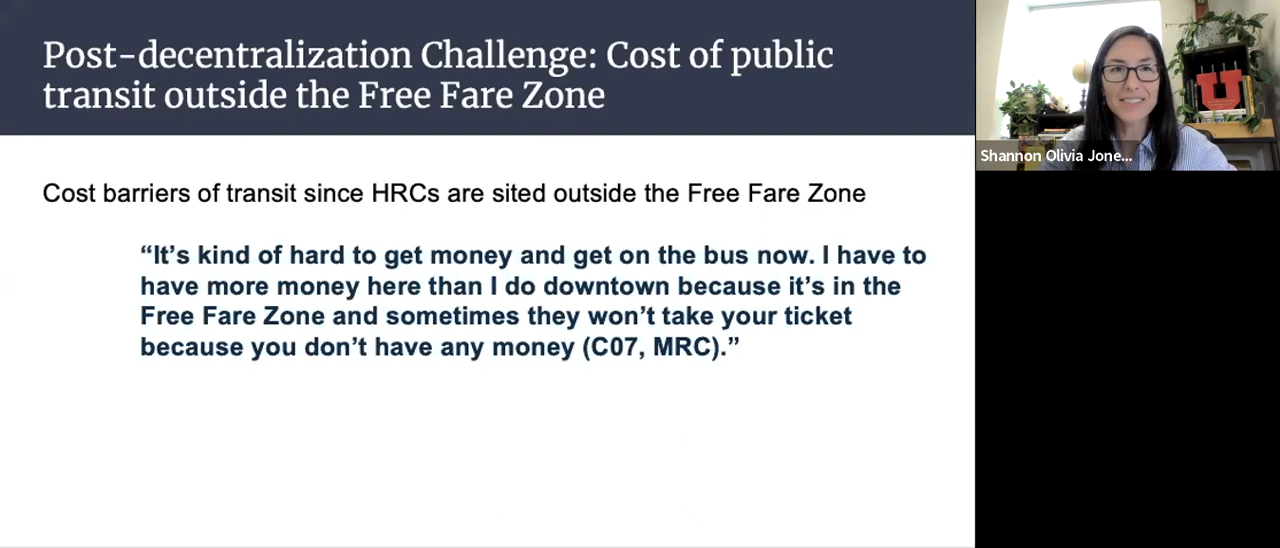 Post-decentralization Challenge: Cost of public
transit outside the Free Fare Zone
Cost barriers of transit since HRCs are sited outside the Free Fare Zone
“It’s kind of hard to get money and get on the bus now. I have to
have more money here than I do downtown because it’s in the
Free Fare Zone and sometimes they won’t take your ticket
because you don’t have any money (C07, MRC).”
U
Shannon Olivia Jone...